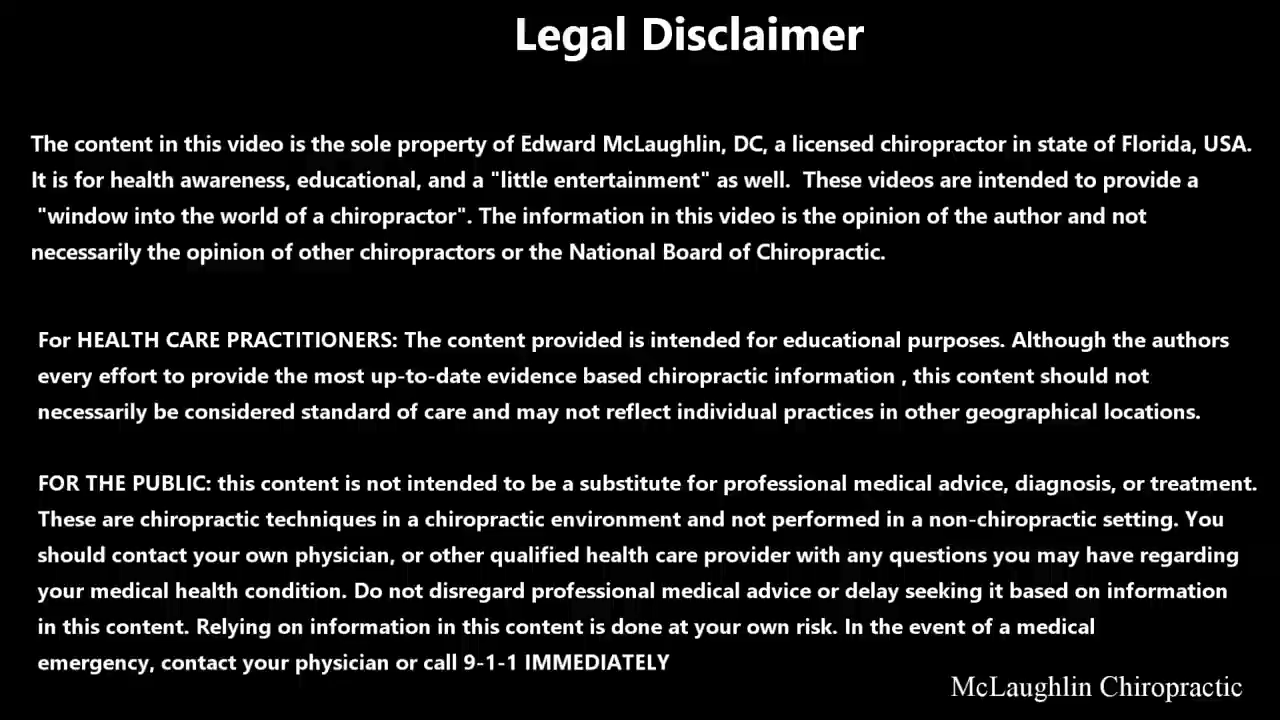 Legal Disclaimer
The content in this video is the sole property of Edward McLaughlin, DC, a licensed chiropractor in state of Florida, USA.
It is for health awareness, educational, and a "little entertainment" as well. These videos are intended to provide a
"window into the world of a chiropractor". The information in this video is the opinion of the author and not
necessarily the opinion of other chiropractors or the National Board of Chiropractic.
For HEALTH CARE PRACTITIONERS: The content provided is intended for educational purposes. Although the authors
every effort to provide the most up-to-date evidence based chiropractic information , this content should not
necessarily be considered standard of care and may not reflect individual practices in other geographical locations.
FOR THE PUBLIC: this content is not intended to be a substitute for professional medical advice, diagnosis, or treatment.
These are chiropractic techniques in a chiropractic environment and not performed in a non-chiropractic setting. You
should contact your own physician, or other qualified health care provider with any questions you may have regarding
your medical health condition. Do not disregard professional medical advice or delay seeking it based on information
in this content. Relying on information in this content is done at your own risk. In the event of a medical
emergency, contact your physician or call 9-1-1 IMMEDIATELY
McLaughlin Chiropractic